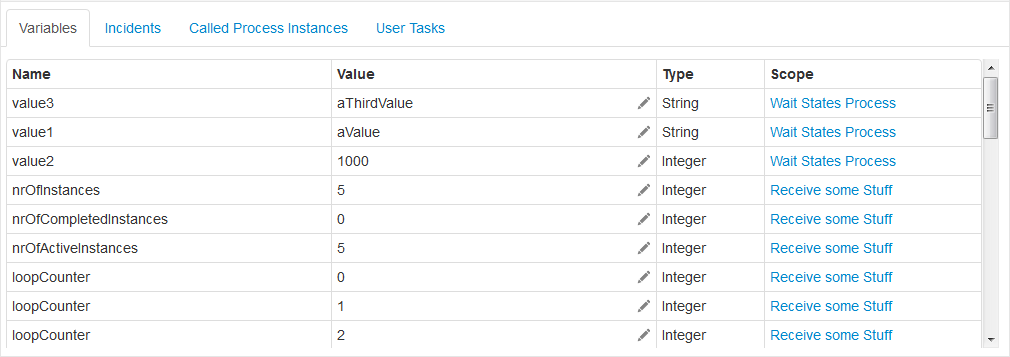 Variables Incidents Called Process Instances User Tasks
Name Value Type Scope
value3 aThirdValue String Wait States Process
value1 aValue String Wait States Process
value2 1000 Integer Wait States Process
nrOfInstances 5 Integer Receive some Stuff
nrOfCompletedInstances 0 Integer Receive some Stuff
nrOfActiveInstances 5 Integer Receive some Stuff
loopCounter 0 Integer Receive some Stuff
loopCounter 1 Integer Receive some Stuff
loopCounter 2 Integer Receive some Stuff